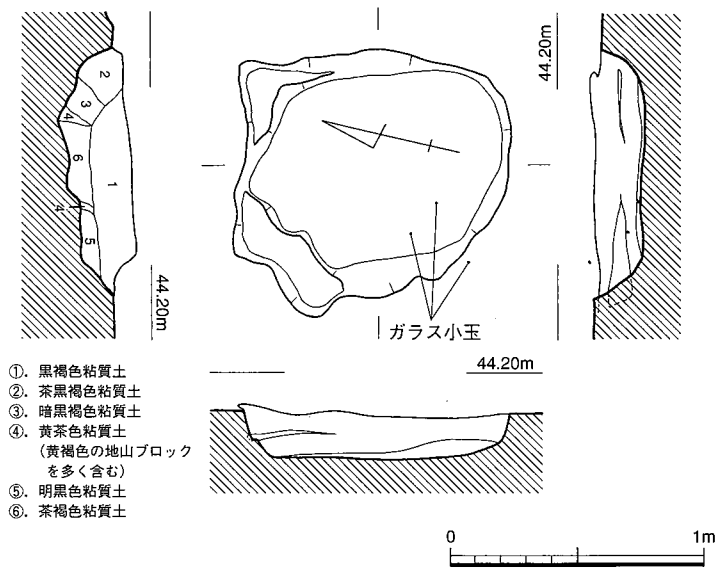 44.20m
2
3
4
6
1
4
5
44.20m
ガラス小玉
44.20m
①. 黒褐色粘質土
②. 茶黒褐色粘質土
③. 暗黒褐色粘質土
④. 黄茶色粘質土
(黄褐色の地山ブロック
を多く含む)
⑤. 明黒色粘質土
⑥. 茶褐色粘質土
0 1m